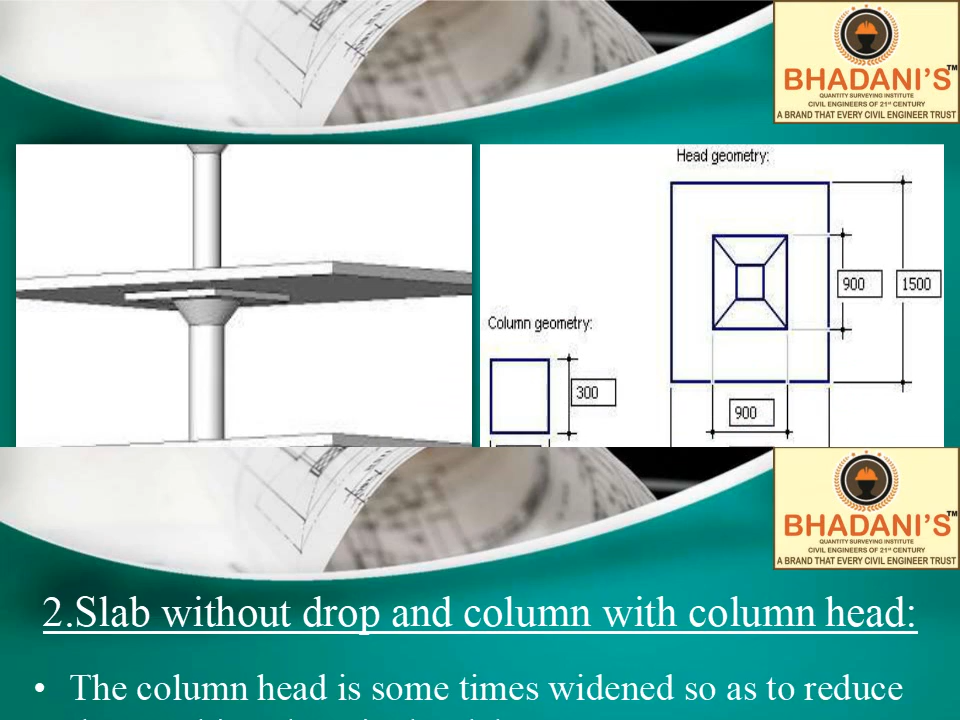 BHADANI'S TM
QUANTITY SURVEYING INSTITUTE
CIVIL ENGINEERS OF 21st CENTURY
A BRAND THAT EVERY CIVIL ENGINEER TRUST
Head geometry:
900
1500
Column geometry:
300
900
BHADANI'S TM
QUANTITY SURVEYING INSTITUTE
CIVIL ENGINEERS OF 21st CENTURY
A BRAND THAT EVERY CIVIL ENGINEER TRUST
2.Slab without drop and column with column head:
• The column head is some times widened so as to reduce